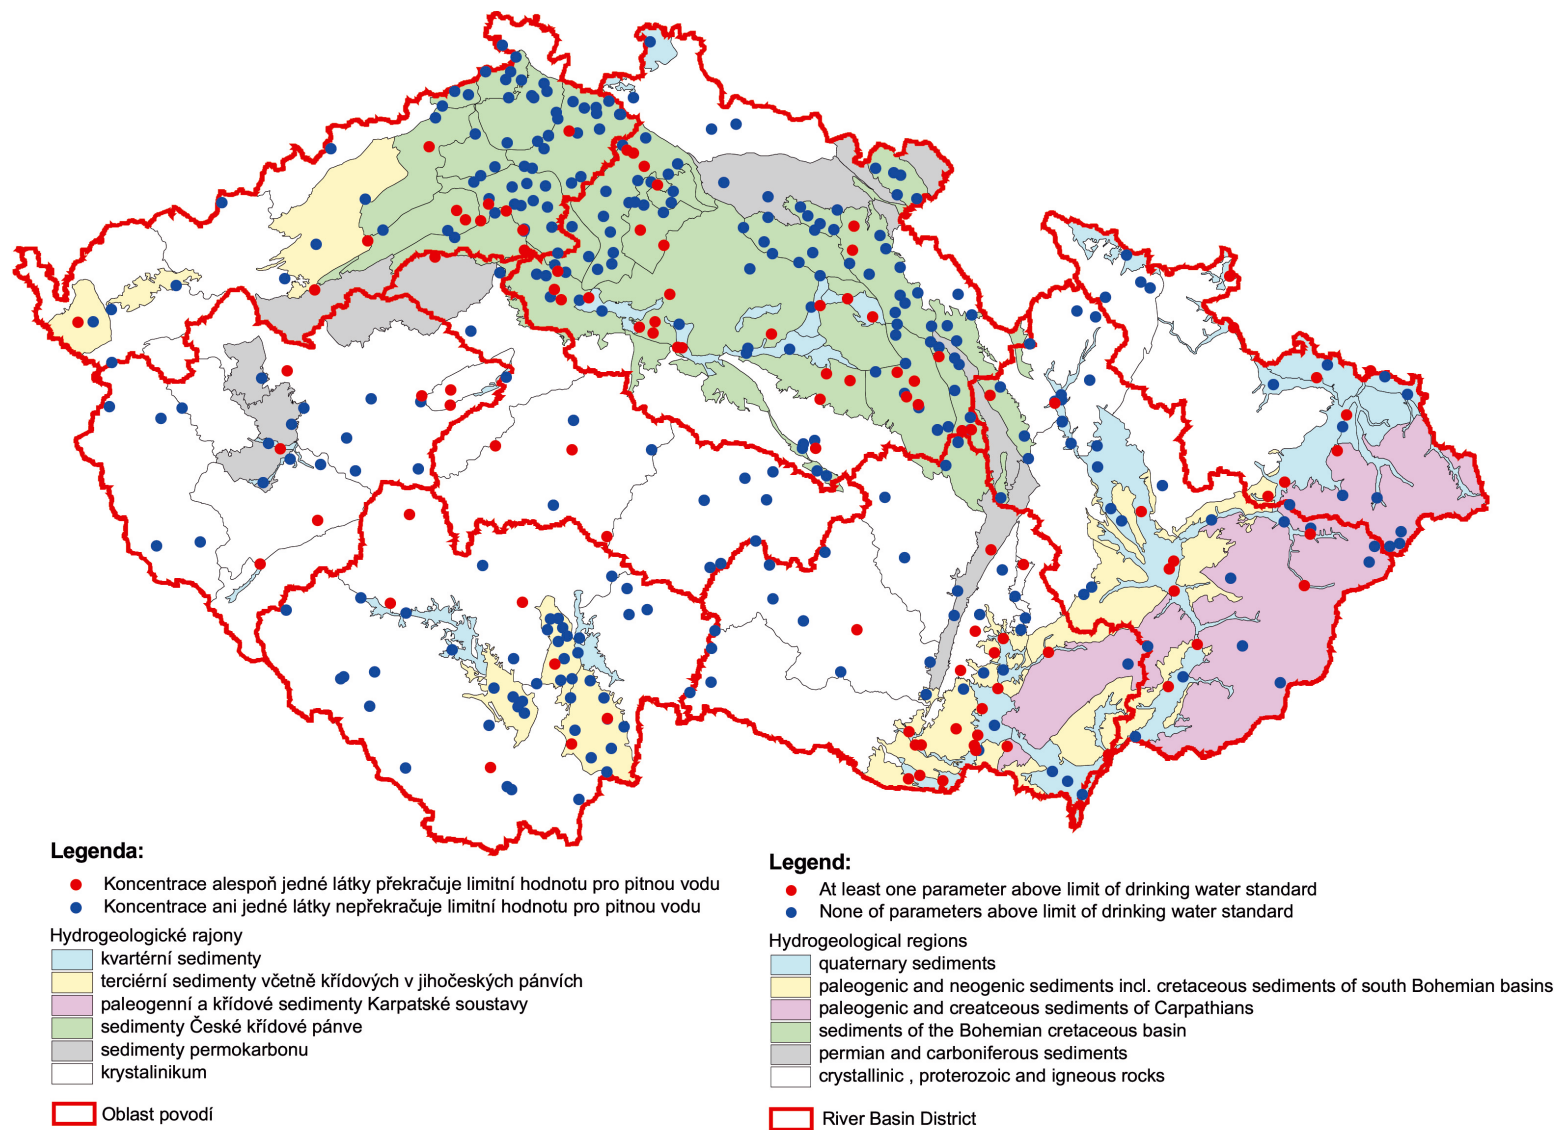 Legenda:
Koncentrace alespoň jedné látky překračuje limitní hodnotu pro pitnou vodu
Koncentrace ani jedné látky nepřekračuje limitní hodnotu pro pitnou vodu
Hydrogeologické rajony
kvartérní sedimenty
terciérní sedimenty včetně křídových v jihočeských pánvích
paleogenní a křídové sedimenty Karpatské soustavy
sedimenty České křídové pánve
sedimenty permokarbonu
krystalinikum
Oblast povodí
Legend:
At least one parameter above limit of drinking water standard
None of parameters above limit of drinking water standard
Hydrogeological regions
quaternary sediments
paleogenic and neogenic sediments incl. cretaceous sediments of south Bohemian basins
paleogenic and creatceous sediments of Carpathians
sediments of the Bohemian cretaceous basin
permian and carboniferous sediments
crystallinic , proterozoic and igneous rocks
River Basin District